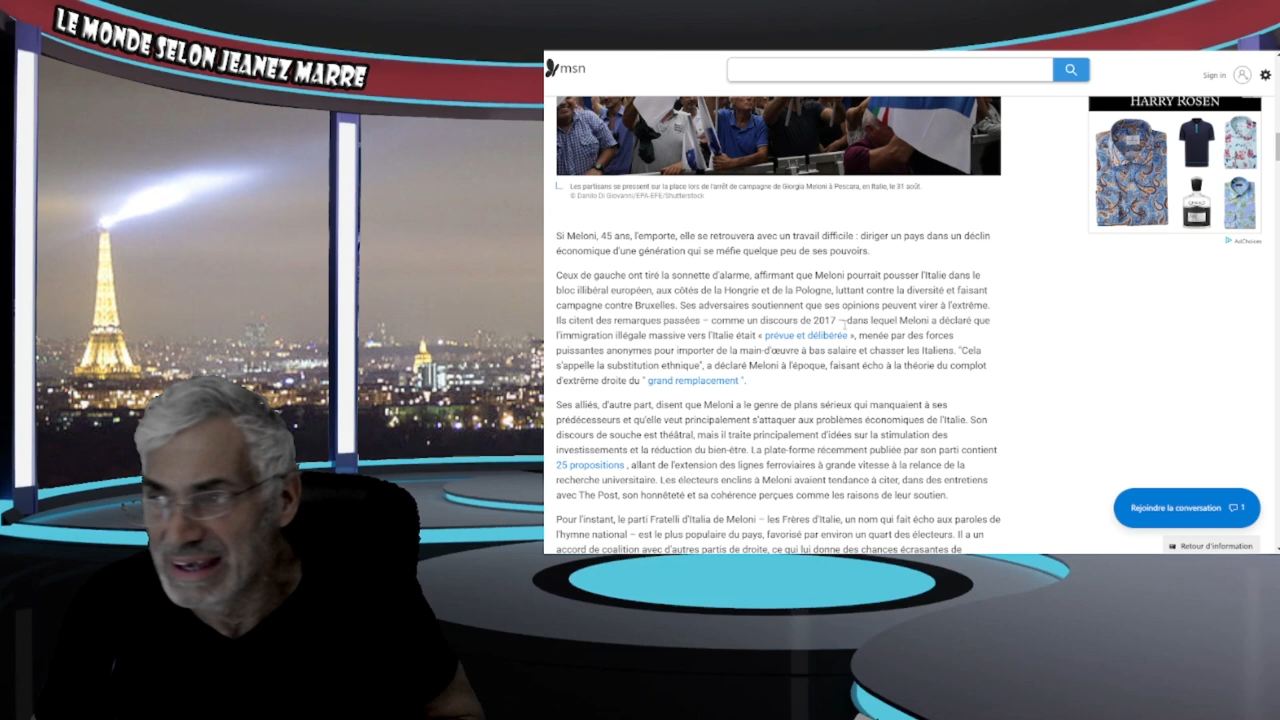 LE MONDE SELON JEANEZ MARRE
msn
Sign in
HARRY ROSEN
AdChoices
Les partisans se pressent sur la place lors de l'arrêt de campagne de Giorgia Meloni à Pescara, en Italie, le 31 août.
© Danilo Di Giovanni/EPA-EFE/Shutterstock
Si Meloni, 45 ans, l'emporte, elle se retrouvera avec un travail difficile : diriger un pays dans un déclin
économique d'une génération qui se méfie quelque peu de ses pouvoirs.
Ceux de gauche ont tiré la sonnette d'alarme, affirmant que Meloni pourrait pousser l'Italie dans le
bloc illibéral européen, aux côtés de la Hongrie et de la Pologne, luttant contre la diversité et faisant
campagne contre Bruxelles. Ses adversaires soutiennent que ses opinions peuvent virer à l'extrême.
Ils citent des remarques passées – comme un discours de 2017 – dans lequel Meloni a déclaré que
l'immigration illégale massive vers l'Italie était « prévue et délibérée », menée par des forces
puissantes anonymes pour importer de la main-d'œuvre à bas salaire et chasser les Italiens. "Cela
s'appelle la substitution ethnique", a déclaré Meloni à l'époque, faisant écho à la théorie du complot
d'extrême droite du " grand remplacement ".
Ses alliés, d'autre part, disent que Meloni a le genre de plans sérieux qui manquaient à ses
prédécesseurs et qu'elle veut principalement s'attaquer aux problèmes économiques de l'Italie. Son
discours de souche est théâtral, mais il traite principalement d'idées sur la stimulation des
investissements et la réduction du bien-être. La plate-forme récemment publiée par son parti contient
25 propositions , allant de l'extension des lignes ferroviaires à grande vitesse à la relance de la
recherche universitaire. Les électeurs enclins à Meloni avaient tendance à citer, dans des entretiens
avec The Post, son honnêteté et sa cohérence perçues comme les raisons de leur soutien.
Pour l'instant, le parti Fratelli d'Italia de Meloni – les Frères d'Italie, un nom qui fait écho aux paroles de
l'hymne national – est le plus populaire du pays, favorisé par environ un quart des électeurs. Il a un
accord de coalition avec d'autres partis de droite, ce qui lui donne des chances écrasantes de
Rejoindre la conversation 1
Retour d'information